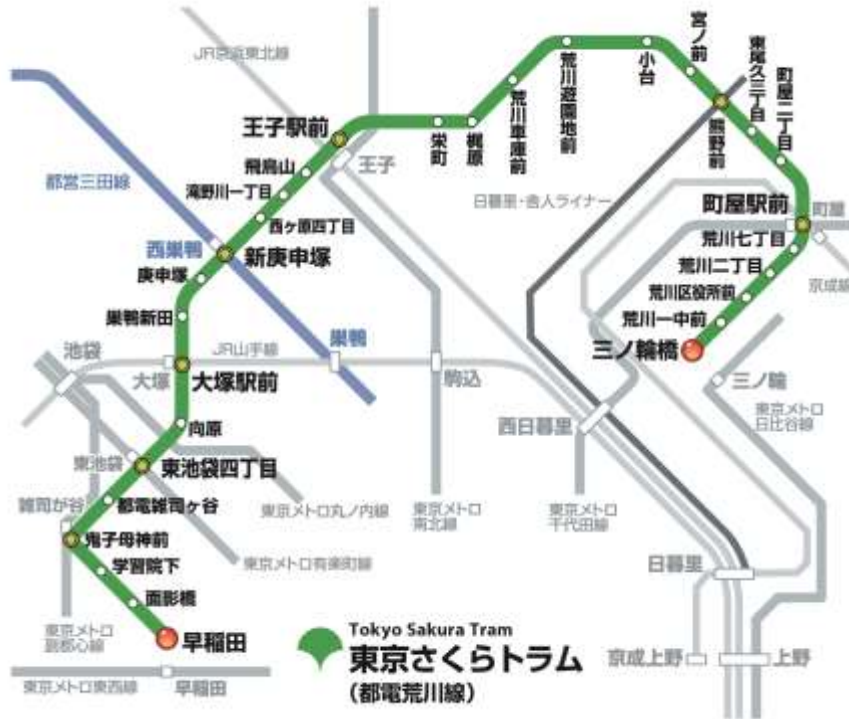 JR京浜東北線
宮ノ前
東尾久三丁目
町屋二丁目
荒川遊園地前
小台
荒川車庫前
熊野前
王子駅前
栄町
梶原
飛鳥山
王子
都営三田線
滝野川一丁目
日暮里・舎人ライナー
町屋駅前
町屋
西ヶ原四丁目
西巣鴨
新庚申塚
荒川七丁目
庚申塚
荒川二丁目
京成線
荒川区役所前
巣鴨新田
巣鴨
荒川一中前
池袋
JR山手線
三ノ輪橋
大塚
大塚駅前
駒込
三ノ輪
向原
西日暮里
東京メトロ
日比谷線
東池袋
東池袋四丁目
雑司が谷
都電雑司ヶ谷
東京メトロ丸ノ内線
東京メトロ
南北線
東京メトロ
千代田線
鬼子母神前
東京メトロ有楽町線
日暮里
学習院下
面影橋
東京メトロ
副都心線
早稲田
Tokyo Sakura Tram
東京さくらトラム
(都電荒川線)
京成上野
上野
東京メトロ東西線
早稲田